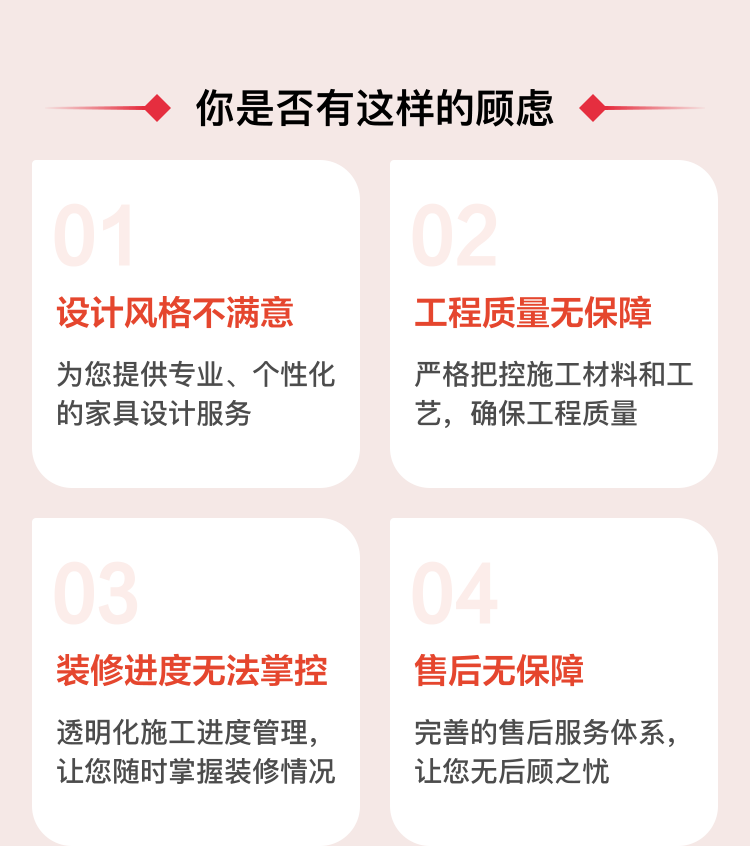 你是否有这样的顾虑
01
设计风格不满意
为您提供专业、个性化
的家具设计服务
02
工程质量无保障
严格把控施工材料和工
艺，确保工程质量
03
装修进度无法掌控
透明化施工进度管理，
让您随时掌握装修情况
04
售后无保障
完善的售后服务体系，
让您无后顾之忧